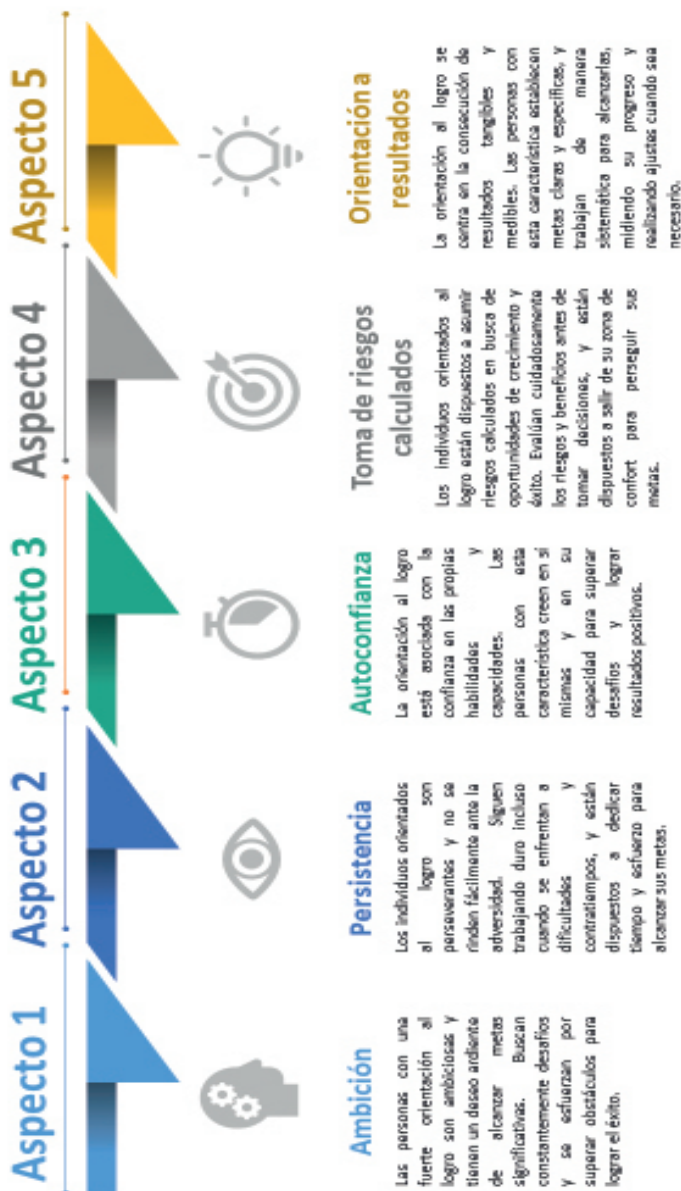 Aspecto 1
Ambición
Las personas con una
fuerte orientación al
logro son ambiciosas y
tienen un deseo ardiente
de alcanzar metas
significativas. Buscan
constantemente desafíos
y se esfuerzan por
superar obstáculos para
lograr el éxito.
Aspecto 2
Persistencia
Los individuos orientados
al logro son
perseverantes y no se
rinden fácilmente ante la
adversidad. Siguen
trabajando duro incluso
cuando se enfrentan a
dificultades y
contratiempos, y están
dispuestos a dedicar
tiempo y esfuerzo para
alcanzar sus metas.
Aspecto 3
Autoconfianza
La orientación al logro
está asociada con la
confianza en las propias
habilidades y
capacidades. Las
personas con esta
característica creen en sí
mismas y en su
capacidad para superar
desafíos y lograr
resultados positivos.
Aspecto 4
Toma de riesgos
calculados
Los individuos orientados al
logro están dispuestos a asumir
riesgos calculados en busca de
oportunidades de crecimiento y
éxito. Evalúan cuidadosamente
los riesgos y beneficios antes de
tomar decisiones, y están
dispuestos a salir de su zona de
confort para perseguir sus
metas.
Aspecto 5
Orientación a
resultados
La orientación al logro se
centra en la consecución de
resultados tangibles y
medibles. Las personas con
esta característica establecen
metas claras y específicas, y
trabajan de manera
sistemática para alcanzarlas,
midiendo su progreso y
realizando ajustes cuando sea
necesario.